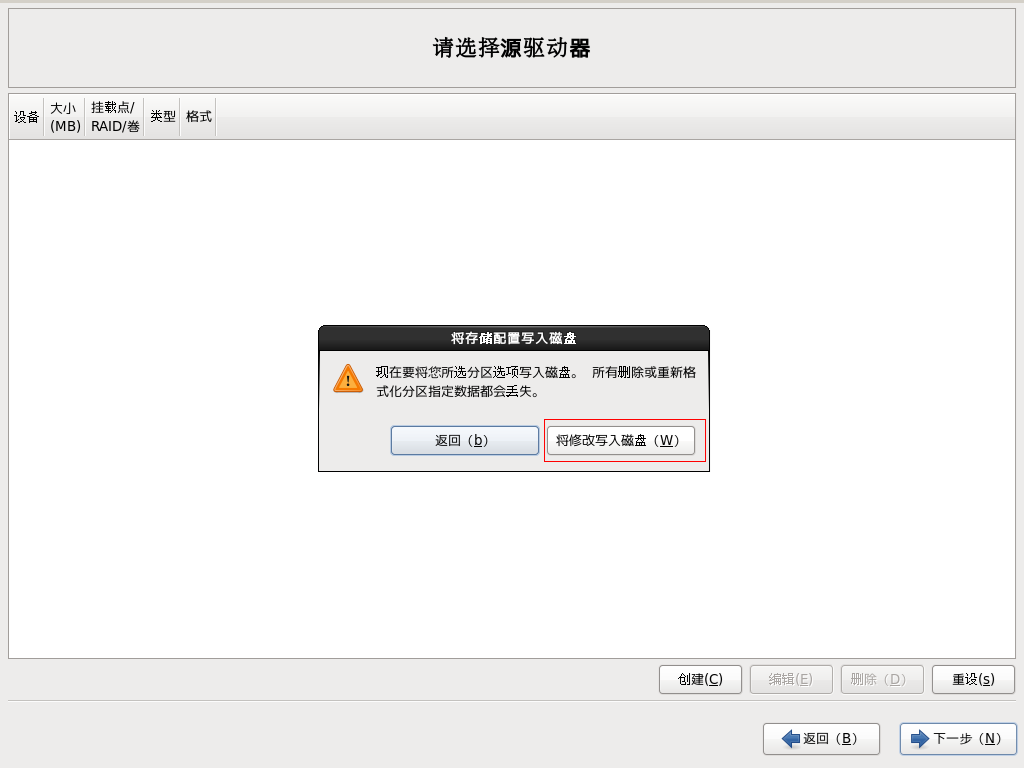 请选择源驱动器
设备
大小
(MB)
挂载点/
RAID/卷
类型
格式
将存储配置写入磁盘
现在要将您所选分区选项写入磁盘。 所有删除或重新格
式化分区指定数据都会丢失。
返回（b）
将修改写入磁盘（W）
创建(C)
编辑(E)
删除（D）
重设(s)
返回（B）
下一步（N）